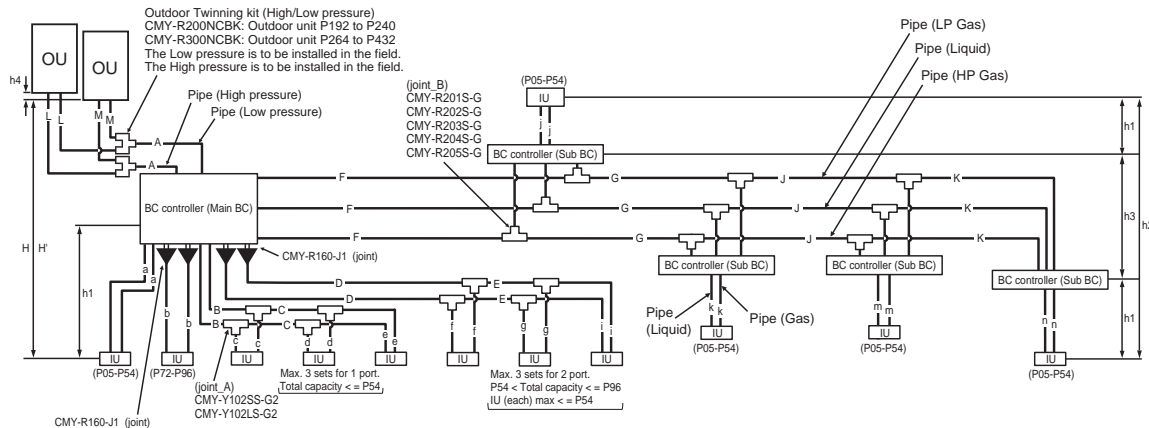 Outdoor Twinning kit (High/Low pressure)
CMY-R200NCBK: Outdoor unit P192 to P240
CMY-R300NCBK: Outdoor unit P264 to P432
The Low pressure is to be installed in the field.
The High pressure is to be installed in the field.
OU
OU
h4
L
L
M
M
Pipe (High pressure)
Pipe (Low pressure)
A
A
Pipe (LP Gas)
Pipe (Liquid)
Pipe (HP Gas)
(joint_B)
CMY-R201S-G
CMY-R202S-G
CMY-R203S-G
CMY-R204S-G
CMY-R205S-G
(P05-P54)
IU
j
j
BC controller (Sub BC)
h1
h3
h2
h1
F
G
J
K
F
G
J
K
F
G
J
K
BC controller (Main BC)
CMY-R160-J1 (joint)
H
H'
h1
a
a
b
b
B
C
B
C
c
c
d
d
e
e
D
E
D
E
f
f
g
g
i
i
BC controller (Sub BC)
BC controller (Sub BC)
BC controller (Sub BC)
k
k
m
m
n
n
Pipe
(Liquid)
Pipe (Gas)
IU
(P05-P54)
IU
(P05-P54)
IU
(P05-P54)
IU
(P05-P54)
IU
(P72-P96)
IU
IU
IU
IU
IU
IU
Max. 3 sets for 1 port.
Total capacity < = P54
Max. 3 sets for 2 port.
P54 < Total capacity < = P96
IU (each) max < = P54
(joint_A)
CMY-Y102SS-G2
CMY-Y102LS-G2
CMY-R160-J1 (joint)